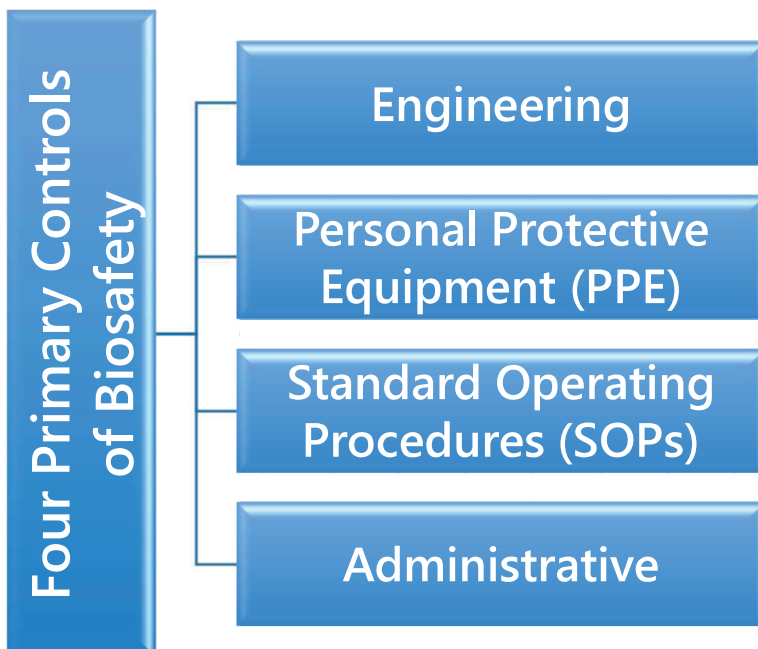 Four Primary Controls
of Biosafety
Engineering
Personal Protective
Equipment (PPE)
Standard Operating
Procedures (SOPs)
Administrative